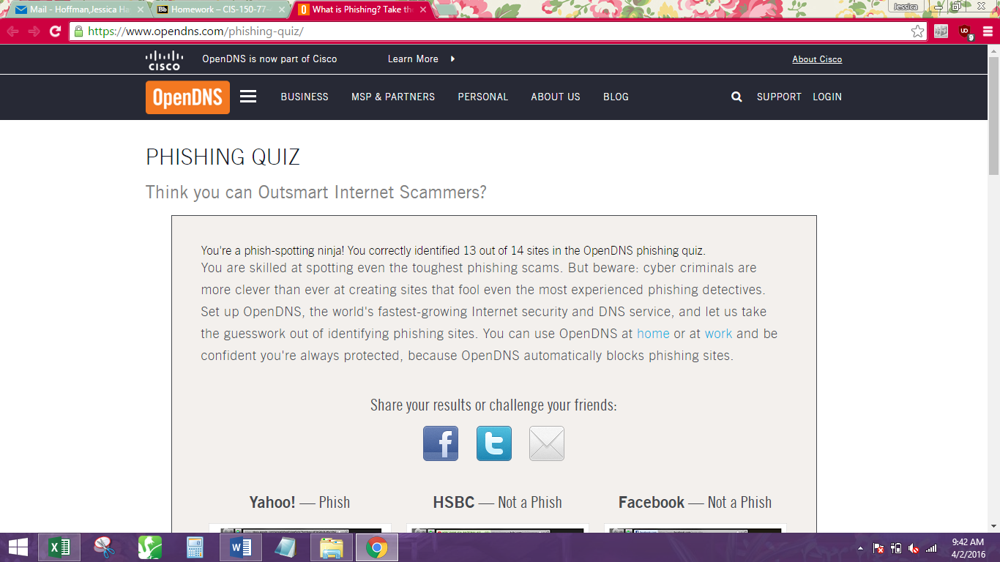 Mail - Hoffman,Jessica Ha
Bb Homework – CIS-150-77-
What is Phishing? Take the
Jessica
https://www.opendns.com/phishing-quiz/
9
cisco
OpenDNS is now part of Cisco
Learn More
About Cisco
OpenDNS
BUSINESS
MSP & PARTNERS
PERSONAL
ABOUT US
BLOG
SUPPORT
LOGIN
PHISHING QUIZ
Think you can Outsmart Internet Scammers?
You're a phish-spotting ninja! You correctly identified 13 out of 14 sites in the OpenDNS phishing quiz.
You are skilled at spotting even the toughest phishing scams. But beware: cyber criminals are
more clever than ever at creating sites that fool even the most experienced phishing detectives.
Set up OpenDNS, the world's fastest-growing Internet security and DNS service, and let us take
the guesswork out of identifying phishing sites. You can use OpenDNS at home or at work and be
confident you're always protected, because OpenDNS automatically blocks phishing sites.
Share your results or challenge your friends:
Yahoo! — Phish
HSBC — Not a Phish
Facebook — Not a Phish
9:42 AM
4/2/2016